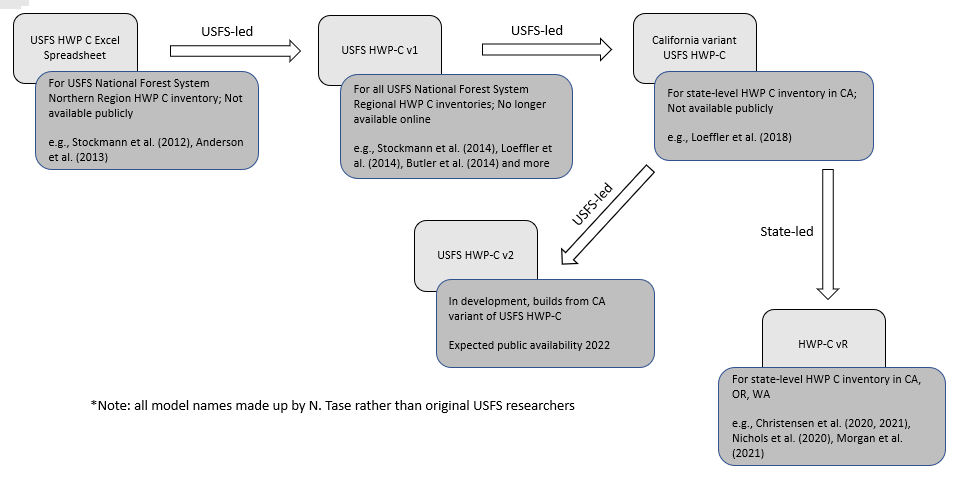 USFS HWP C Excel
Spreadsheet
For USFS National Forest System
Northern Region HWP C inventory; Not
available publicly
e.g., Stockmann et al. (2012), Anderson
et al. (2013)
USFS-led
USFS HWP-C v1
For all USFS National Forest System
Regional HWP C inventories; No longer
available online
e.g., Stockmann et al. (2014), Loeffler et
al. (2014), Butler et al. (2014) and more
USFS-led
California variant
USFS HWP-C
For state-level HWP C inventory in CA;
Not available publicly
e.g., Loeffler et al. (2018)
USFS-led
USFS HWP-C v2
In development, builds from CA
variant of USFS HWP-C
Expected public availability 2022
State-led
HWP-C vR
For state-level HWP C inventory in CA,
OR, WA
e.g., Christensen et al. (2020, 2021),
Nichols et al. (2020), Morgan et al.
(2021)
*Note: all model names made up by N. Tase rather than original USFS researchers